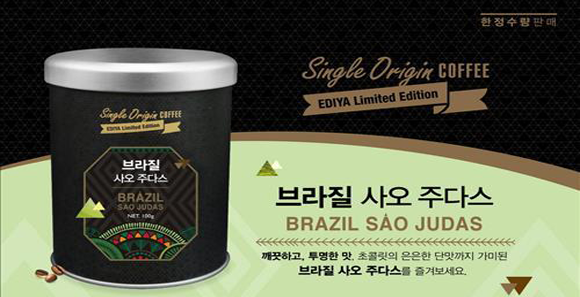 한정수량 판매
Single Origin COFFEE
EDIYA Limited Edition
Single Origin COFFEE
EDIYA Limited Edition
브라질
사오 주다스
BRAZIL
SAO JUDAS
NET. 100g
브라질 사오 주다스
BRAZIL SÃO JUDAS
깨끗하고, 투명한 맛, 초콜릿의 은은한 단맛까지 가미된
브라질 사오 주다스를 즐겨보세요.